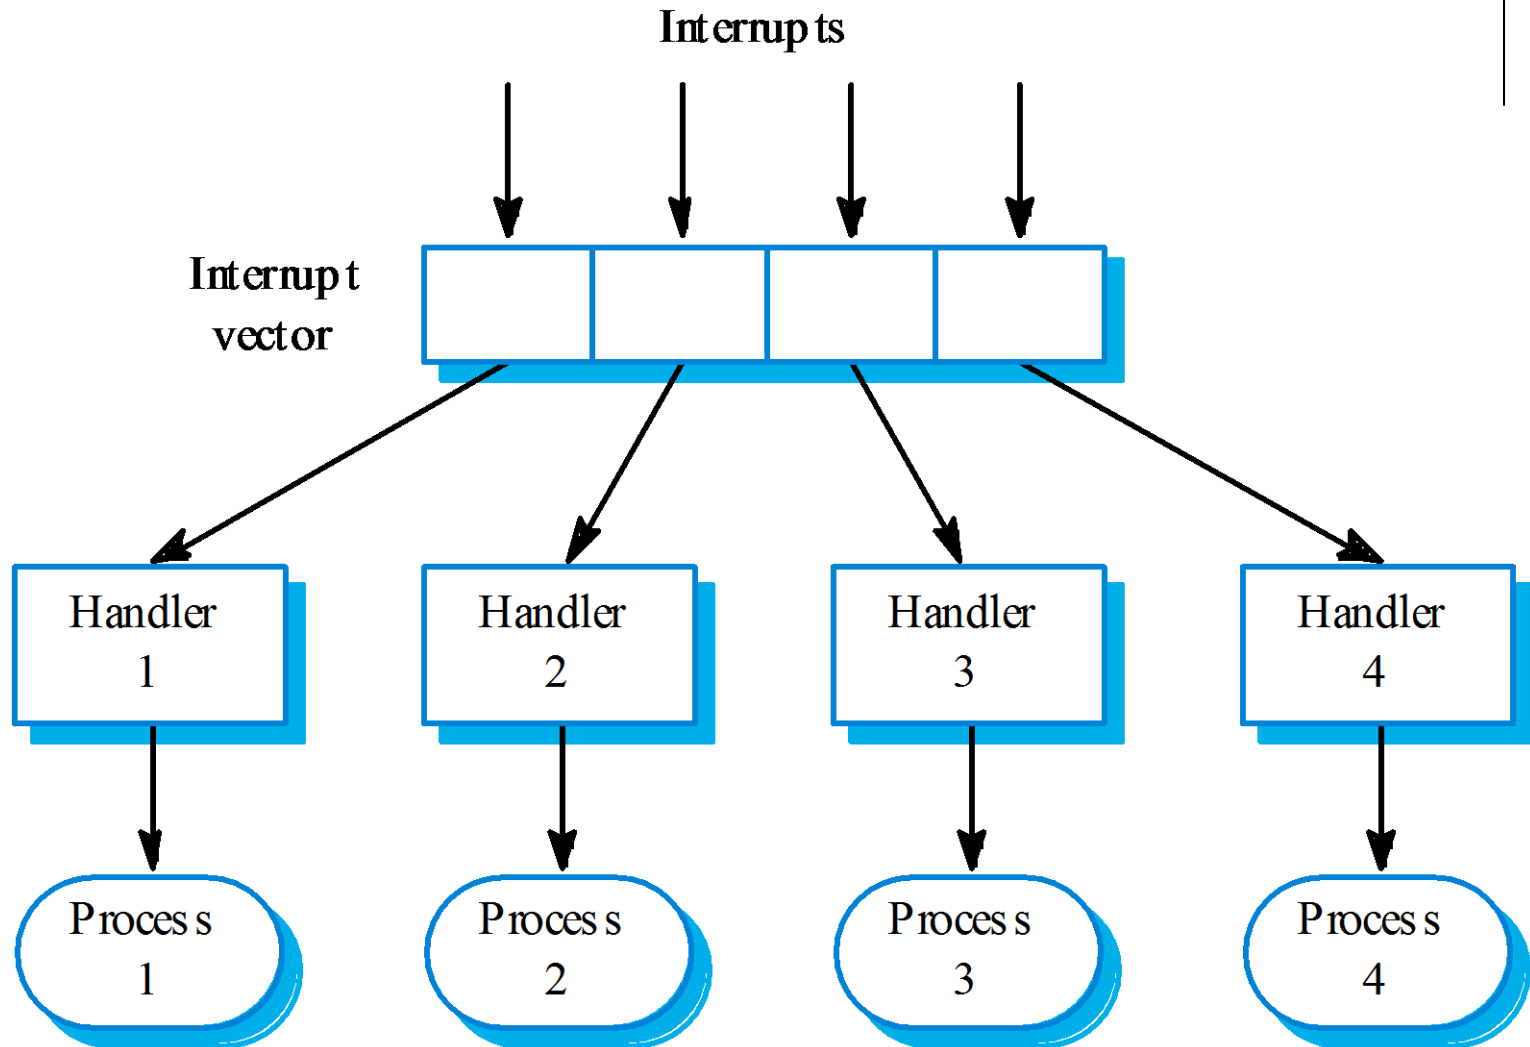 Interrupts
Interrupt
vector
Handler
1
Handler
2
Handler
3
Handler
4
Process
1
Process
2
Process
3
Process
4